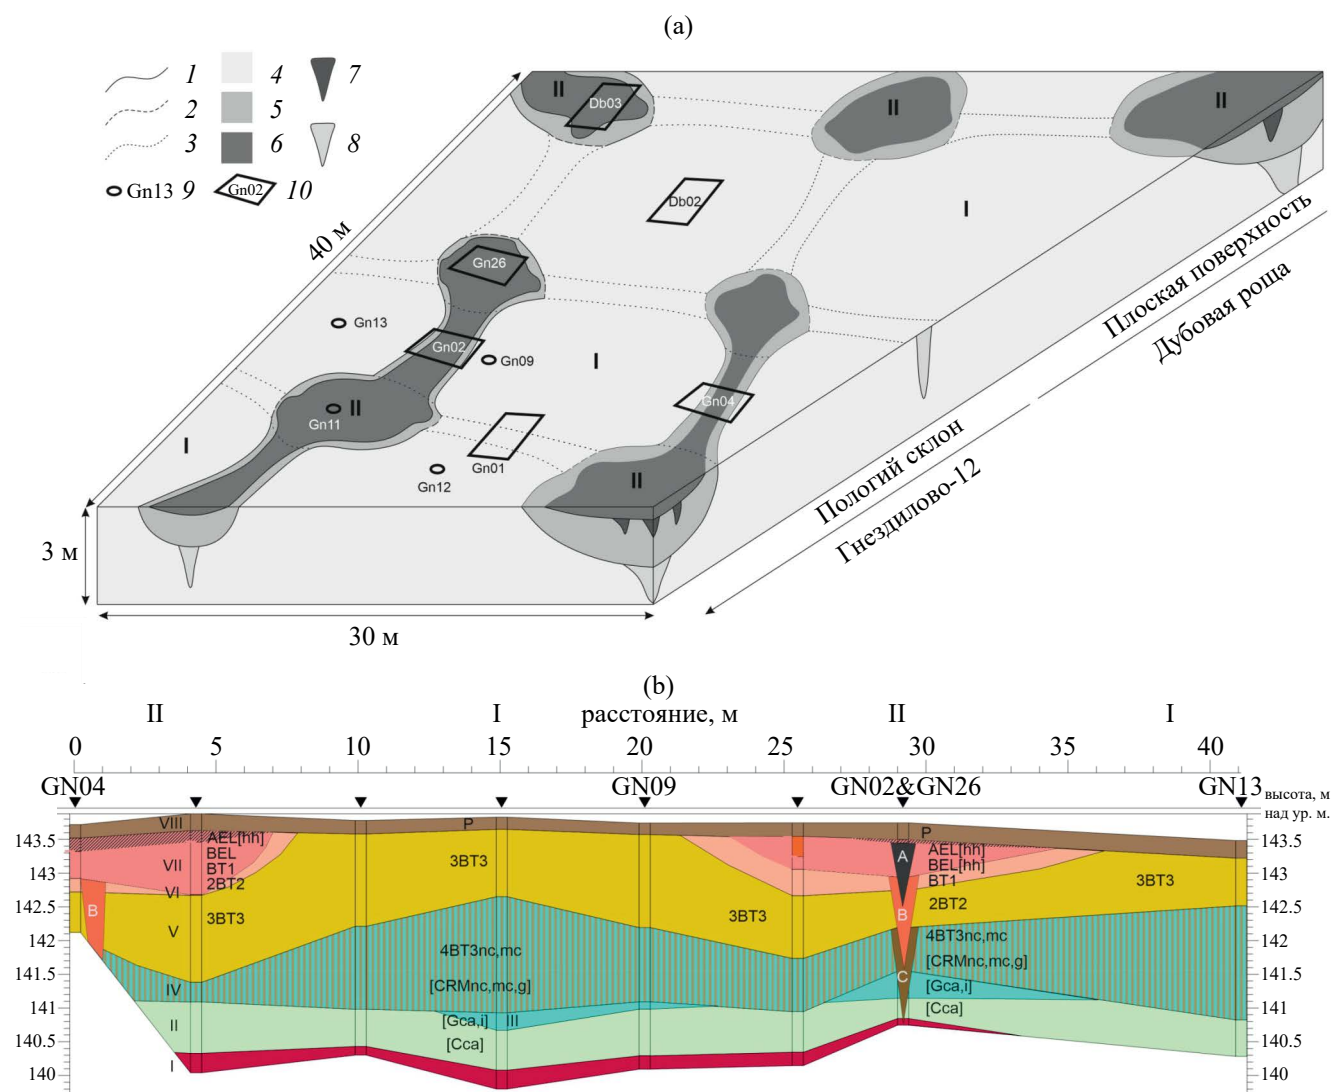 (a)
1 4 7
2 5
3 6 8
Gn13 9 Gn02 10
40 м
3 м
30 м
II
Db03
II
II
Db02
I
Gn26
Gn13
Gn02
Gn09
I
II
Gn11
Gn04
I
Gn01
Gn12
II
Плоская поверхность
Дубовая роща
Пологий склон
Гнездилово-12
(b)
II I расстояние, м II I
0 5 10 15 20 25 30 35 40
GN04 GN09 GN02&GN26 GN13
высота, м
над ур. м.
143.5
143
142.5
142
141.5
141
140.5
140
VIII
P
P
AEL[hh]
BEL
VII
BT1
2BT2
VI
B
3BT3
V
IV
II
I
3BT3
4BT3nc,mc
[CRMnc,mc,g]
[Gca,i] III
[Cca]
3BT3
A
B
C
AEL[hh]
BEL[hh]
BT1
2BT2
3BT3
4BT3nc,mc
[CRMnc,mc,g]
[Gca,i]
[Cca]
143.5
143
142.5
142
141.5
141
140.5
140